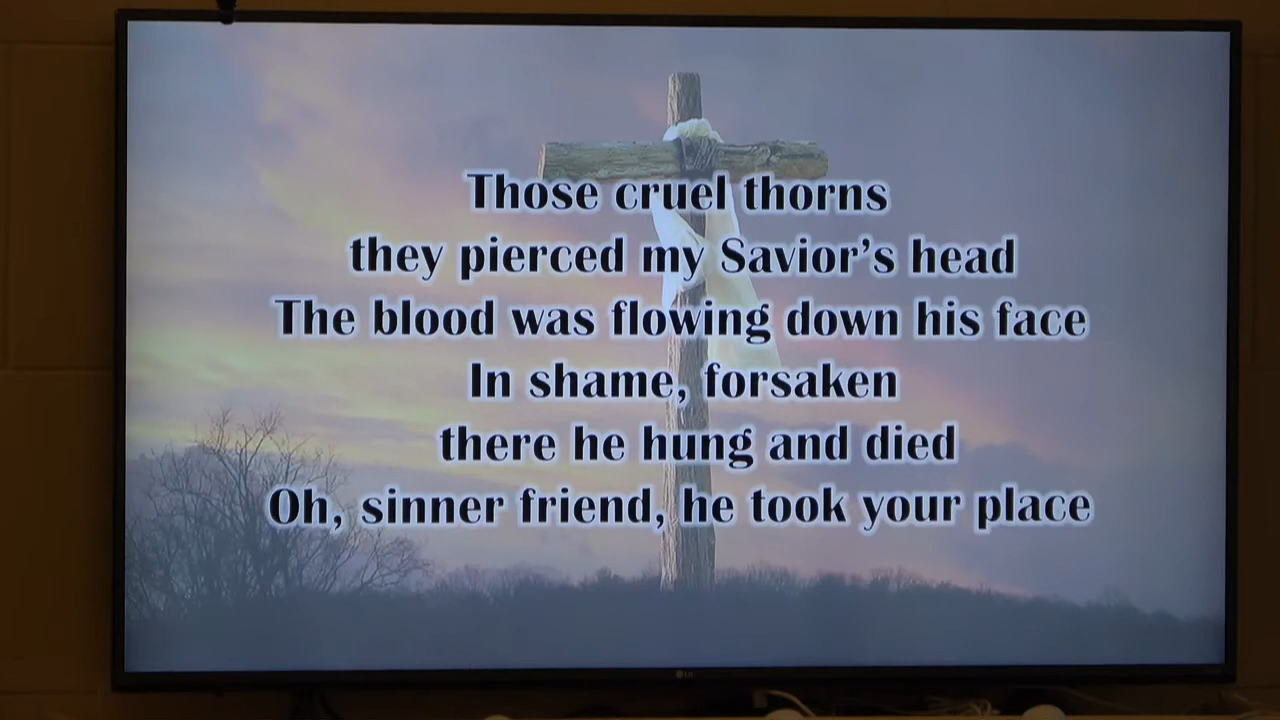 Those cruel thorns
they pierced my Savior's head
The blood was flowing down his face
In shame, forsaken
there he hung and died
Oh, sinner friend, he took your place
LG